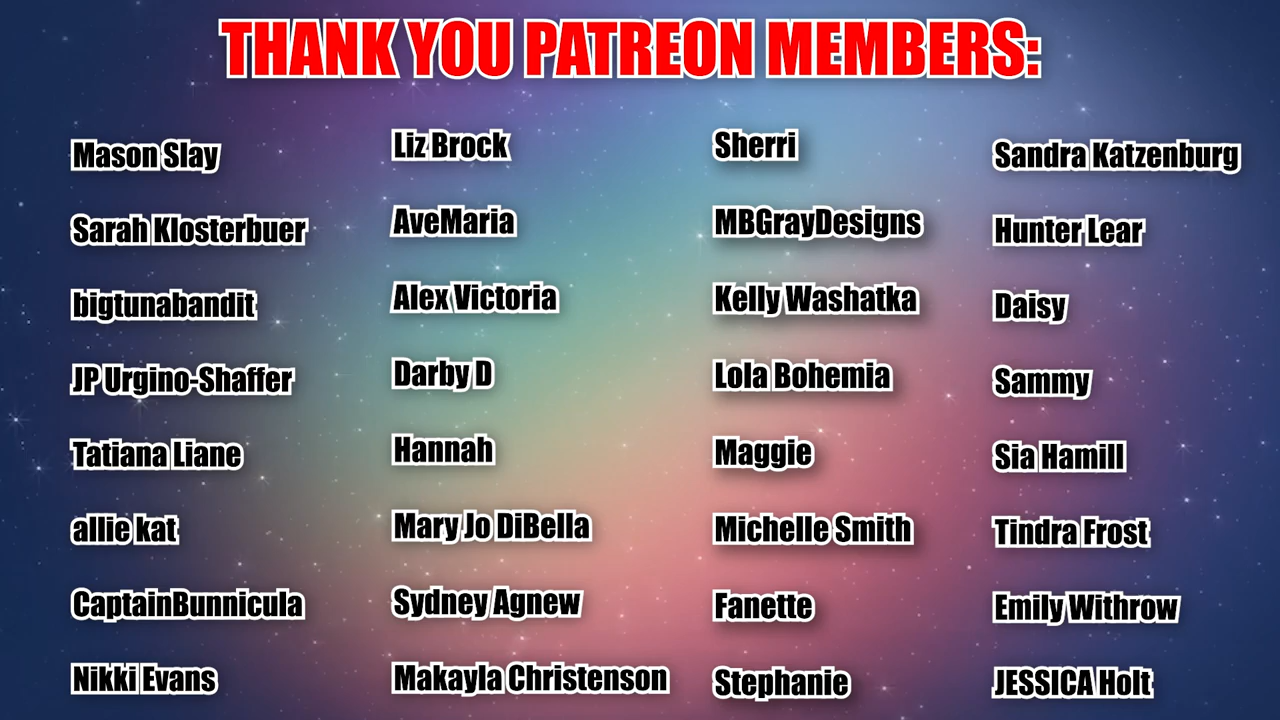 THANK YOU PATREON MEMBERS:
Mason Slay
Sarah Klosterbuer
bigtunabandit
JP Urgino-Shaffer
Tatiana Liane
allie kat
CaptainBunnicula
Nikki Evans
Liz Brock
AveMaria
Alex Victoria
Darby D
Hannah
Mary Jo DiBella
Sydney Agnew
Makayla Christenson
Sherri
MBGrayDesigns
Kelly Washatka
Lola Bohemia
Maggie
Michelle Smith
Fanette
Stephanie
Sandra Katzenburg
Hunter Lear
Daisy
Sammy
Sia Hamill
Tindra Frost
Emily Withrow
JESSICA Holt